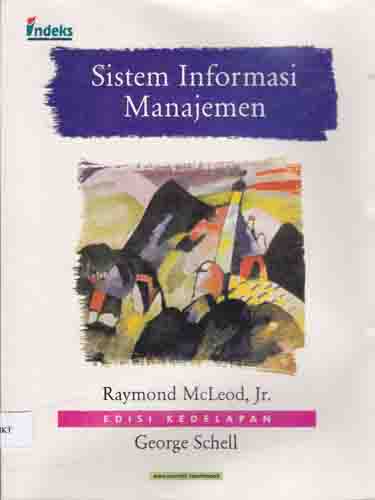 indeks
Sistem Informasi
Manajemen
Raymond McLeod, Jr.
EDISI KEDELAPAN
George Schell